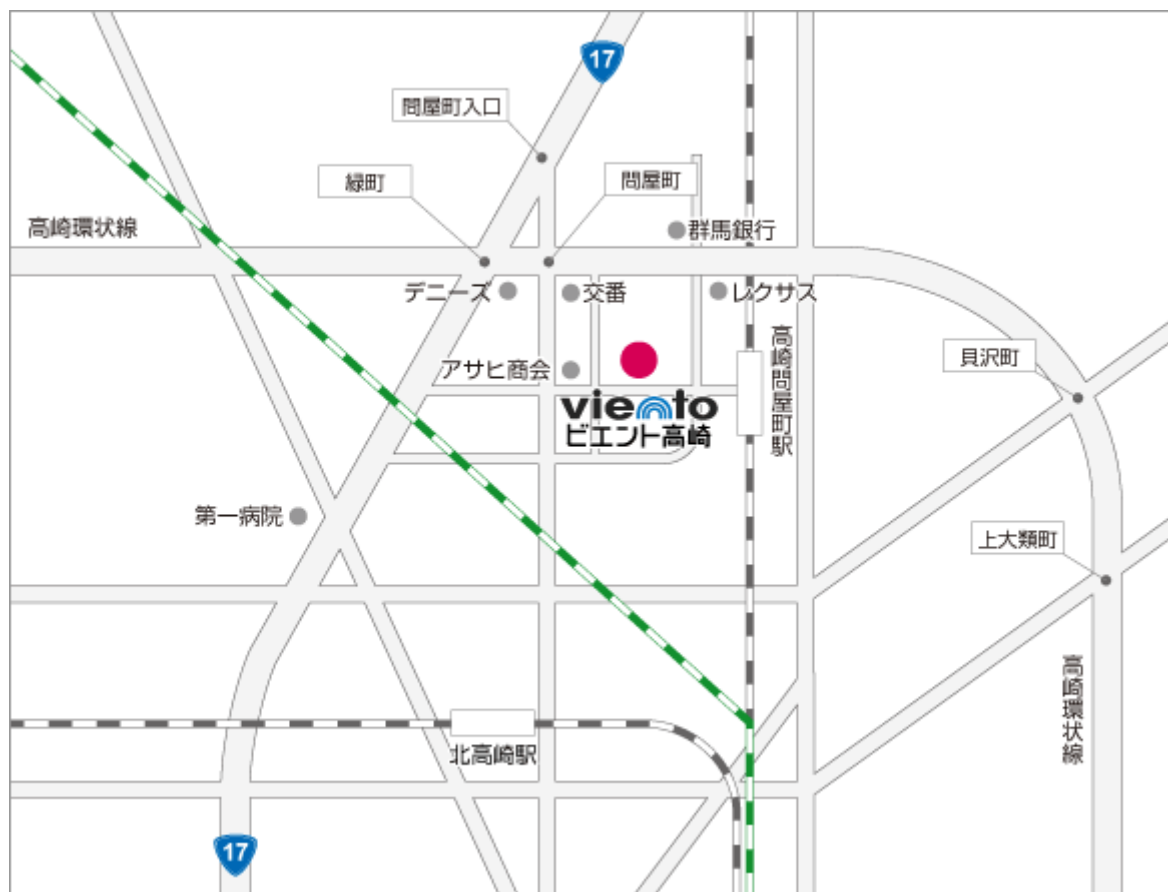 17
問屋町入口
緑町
問屋町
高崎環状線
群馬銀行
デニーズ
交番
レクサス
高崎問屋町駅
貝沢町
アサヒ商会
viento
ビエント高崎
第一病院
上大類町
高崎環状線
北高崎駅
17